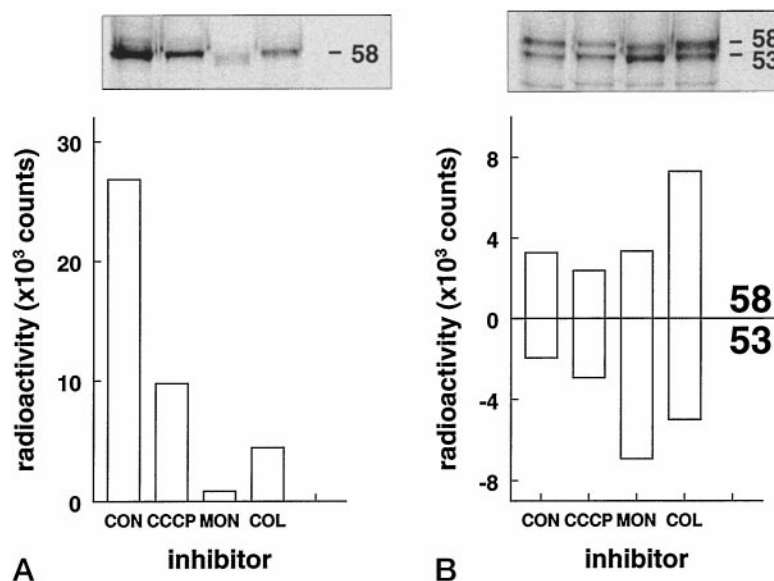 58
58
53
radioactivity (x10³ counts)
30
20
10
0
CON CCCP MON COL
inhibitor
A
radioactivity (x10³ counts)
8
4
0
-4
-8
58
53
CON CCCP MON COL
inhibitor
B